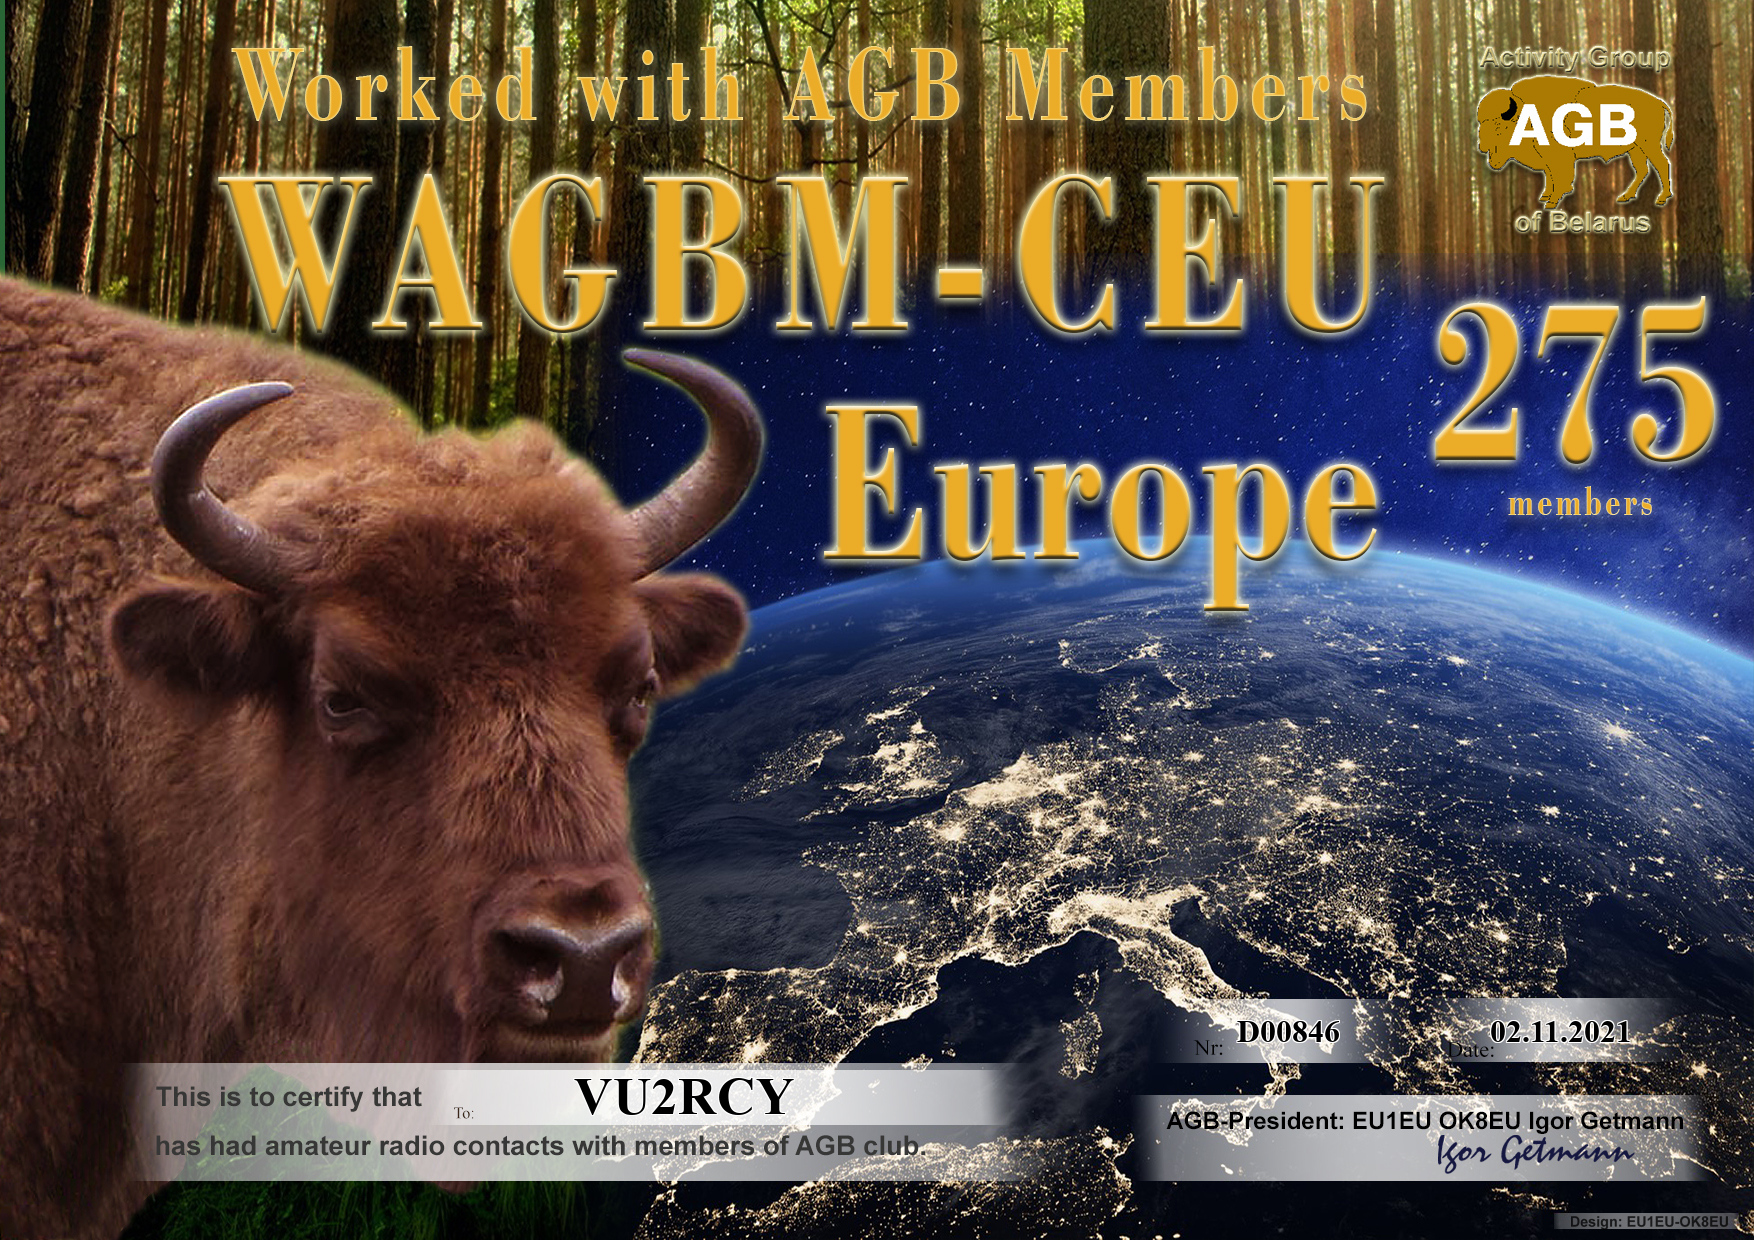 Worked with AGB Members
Activity Group
AGB
of Belarus
WAGBM-CEU
275
members
Europe
Nr: D00846
Date: 02.11.2021
This is to certify that
To: VU2RCY
has had amateur radio contacts with members of AGB club.
AGB-President: EU1EU OK8EU Igor Getmann
Igor Getmann
Design: EU1EU-OK8EU